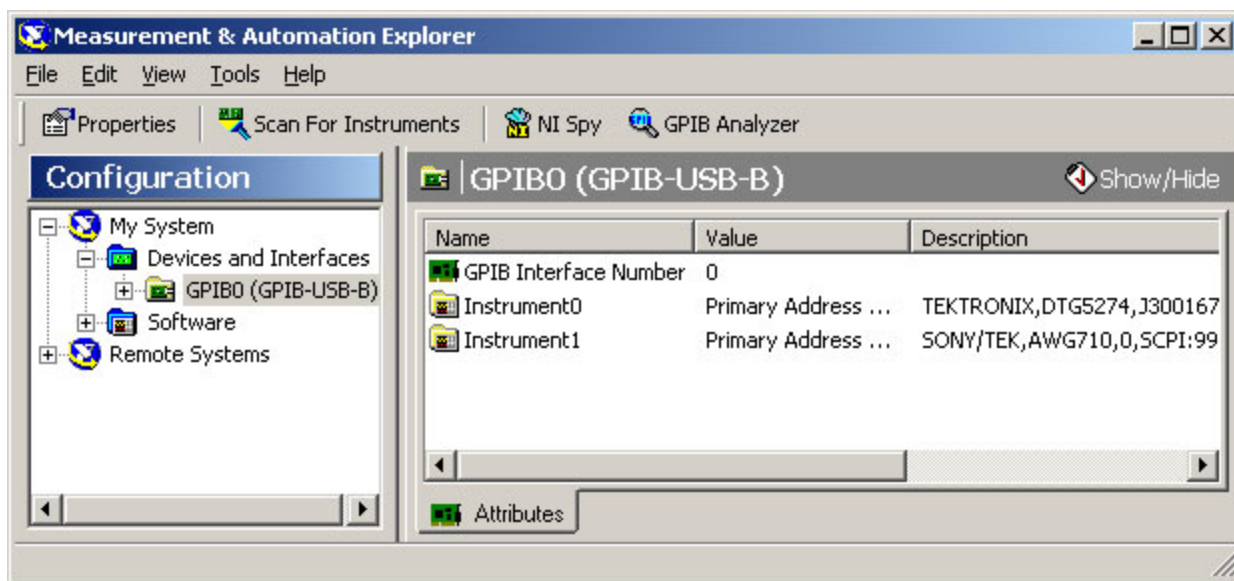 Measurement & Automation Explorer
File Edit View Tools Help
Properties Scan For Instruments NI Spy GPIB Analyzer
Configuration
My System
Devices and Interfaces
GPIB0 (GPIB-USB-B)
Software
Remote Systems
GPIB0 (GPIB-USB-B) Show/Hide
Name Value Description
GPIB Interface Number 0
Instrument0 Primary Address ... TEKTRONIX,DTG5274,J300167
Instrument1 Primary Address ... SONY/TEK,AWG710,0,SCPI:99
Attributes